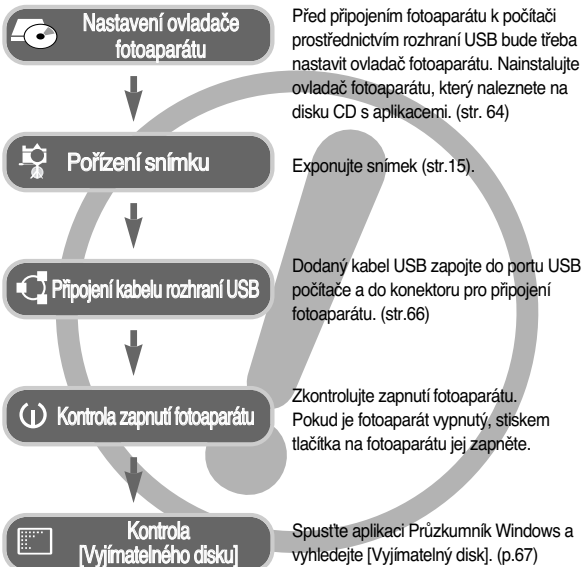 Nastavení ovladače
fotoaparátu
Před připojením fotoaparátu k počítači
prostřednictvím rozhraní USB bude třeba
nastavit ovladač fotoaparátu. Nainstalujte
ovladač fotoaparátu, který naleznete na
disku CD s aplikacemi. (str. 64)
Pořízení snímku
Exponujte snímek (str.15).
Připojení kabelu rozhraní USB
Dodaný kabel USB zapojte do portu USB
počítače a do konektoru pro připojení
fotoaparátu. (str.66)
Kontrola zapnutí fotoaparátu
Zkontrolujte zapnutí fotoaparátu.
Pokud je fotoaparát vypnutý, stiskem
tlačítka na fotoaparátu jej zapněte.
Kontrola
[Vyjímatelného disku]
Spusťte aplikaci Průzkumník Windows a
vyhledejte [Vyjímatelný disk]. (p.67)